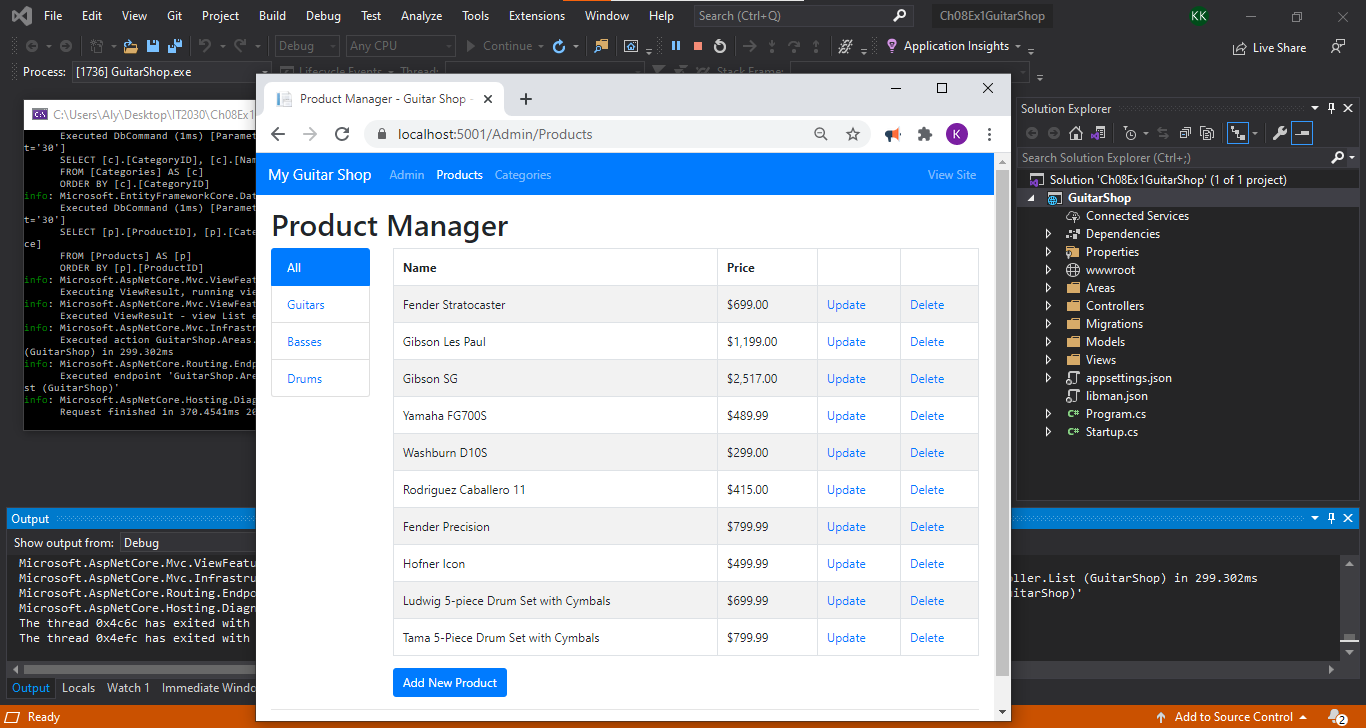 File Edit View Git Project Build Debug Test Analyze Tools Extensions Window Help Search (Ctrl+Q) Ch08Ex1GuitarShop KK
Debug Any CPU Continue Application Insights Live Share
Process: [1736] GuitarShop.exe Lifecycle Events Thread: Stack Frame:
C:\Users\Aly\Desktop\IT2030\Ch08Ex1
Executed DbCommand (1ms) [Paramet
t='30']
SELECT [c].[CategoryID], [c].[Nam
FROM [Categories] AS [c]
ORDER BY [c].[CategoryID]
info: Microsoft.EntityFrameworkCore.Dat
Executed DbCommand (1ms) [Paramet
t='30']
SELECT [p].[ProductID], [p].[Cate
ce]
FROM [Products] AS [p]
ORDER BY [p].[ProductID]
info: Microsoft.AspNetCore.Mvc.ViewFeat
Executing ViewResult, running vie
info: Microsoft.AspNetCore.Mvc.ViewFeat
Executed ViewResult - view List e
info: Microsoft.AspNetCore.Mvc.Infrastr
Executed action GuitarShop.Areas.
(GuitarShop) in 299.302ms
info: Microsoft.AspNetCore.Routing.Endp
Executed endpoint 'GuitarShop.Are
st (GuitarShop)'
info: Microsoft.AspNetCore.Hosting.Diag
Request finished in 370.4541ms 20
Product Manager - Guitar Shop -
localhost:5001/Admin/Products K
My Guitar Shop Admin Products Categories View Site
Product Manager
All
Guitars
Basses
Drums
Name Price
Fender Stratocaster $699.00 Update Delete
Gibson Les Paul $1,199.00 Update Delete
Gibson SG $2,517.00 Update Delete
Yamaha FG700S $489.99 Update Delete
Washburn D10S $299.00 Update Delete
Rodriguez Caballero 11 $415.00 Update Delete
Fender Precision $799.99 Update Delete
Hofner Icon $499.99 Update Delete
Ludwig 5-piece Drum Set with Cymbals $699.99 Update Delete
Tama 5-Piece Drum Set with Cymbals $799.99 Update Delete
Add New Product
Solution Explorer
Search Solution Explorer (Ctrl+;)
Solution 'Ch08Ex1GuitarShop' (1 of 1 project)
GuitarShop
Connected Services
Dependencies
Properties
wwwroot
Areas
Controllers
Migrations
Models
Views
appsettings.json
libman.json
C# Program.cs
C# Startup.cs
Output
Show output from: Debug
Microsoft.AspNetCore.Mvc.ViewFeatu
Microsoft.AspNetCore.Mvc.Infrastru ller.List (GuitarShop) in 299.302ms
Microsoft.AspNetCore.Routing.Endpo uitarShop)'
Microsoft.AspNetCore.Hosting.Diagn
The thread 0x4c6c has exited with
The thread 0x4efc has exited with
Output Locals Watch 1 Immediate Windo
Ready Add to Source Control 2